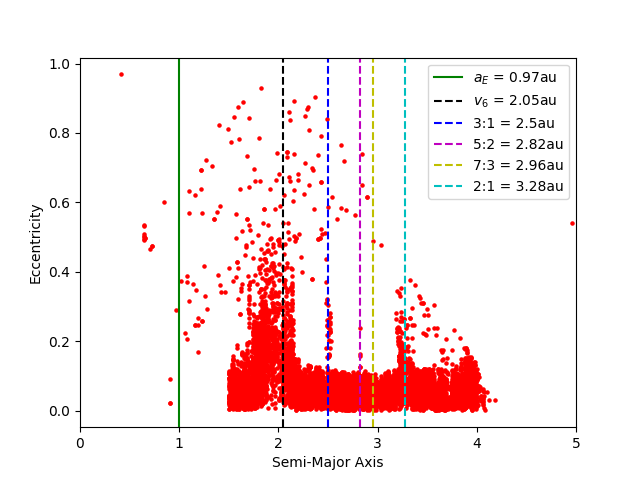 1.0
0.8
0.6
0.4
0.2
0.0
Eccentricity
0 1 2 3 4 5
Semi-Major Axis
a_E = 0.97au
v_6 = 2.05au
3:1 = 2.5au
5:2 = 2.82au
7:3 = 2.96au
2:1 = 3.28au